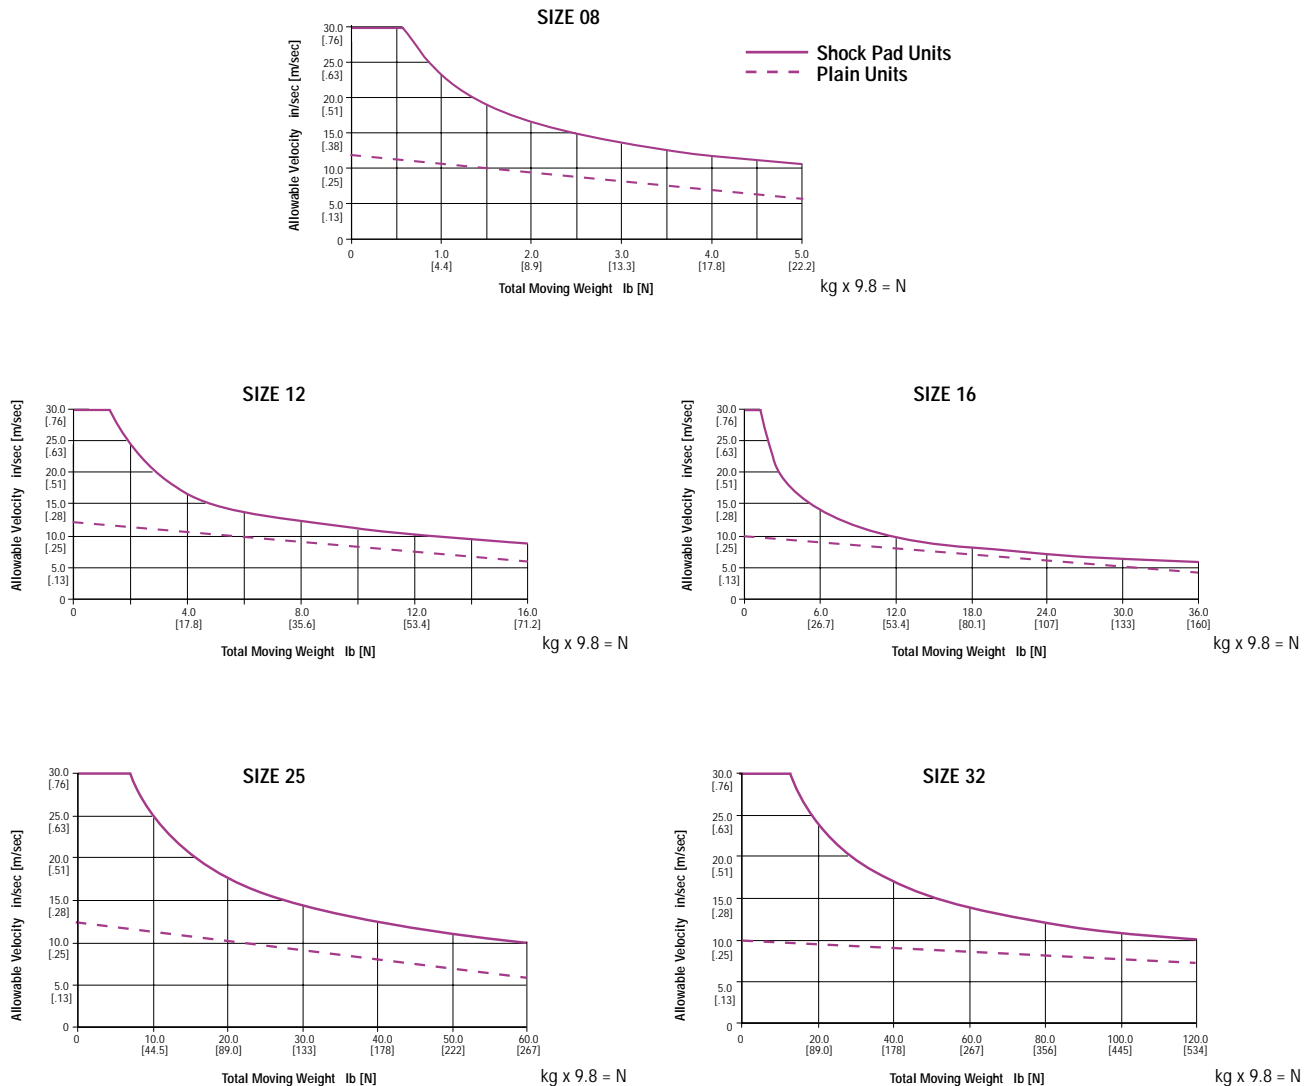 SIZE 08
Shock Pad Units
Plain Units
Allowable Velocity in/sec [m/sec]
30.0
[.76]
25.0
[.63]
20.0
[.51]
15.0
[.38]
10.0
[.25]
5.0
[.13]
0
0 1.0 2.0 3.0 4.0 5.0
[4.4] [8.9] [13.3] [17.8] [22.2]
Total Moving Weight lb [N]
kg x 9.8 = N
SIZE 12
Allowable Velocity in/sec [m/sec]
30.0
[.76]
25.0
[.63]
20.0
[.51]
15.0
[.28]
10.0
[.25]
5.0
[.13]
0
0 4.0 8.0 12.0 16.0
[17.8] [35.6] [53.4] [71.2]
Total Moving Weight lb [N]
kg x 9.8 = N
SIZE 16
Allowable Velocity in/sec [m/sec]
30.0
[.76]
25.0
[.63]
20.0
[.51]
15.0
[.28]
10.0
[.25]
5.0
[.13]
0
0 6.0 12.0 18.0 24.0 30.0 36.0
[26.7] [53.4] [80.1] [107] [133] [160]
Total Moving Weight lb [N]
kg x 9.8 = N
SIZE 25
Allowable Velocity in/sec [m/sec]
30.0
[.76]
25.0
[.63]
20.0
[.51]
15.0
[.28]
10.0
[.25]
5.0
[.13]
0
0 10.0 20.0 30.0 40.0 50.0 60.0
[44.5] [89.0] [133] [178] [222] [267]
Total Moving Weight lb [N]
kg x 9.8 = N
SIZE 32
Allowable Velocity in/sec [m/sec]
30.0
[.76]
25.0
[.63]
20.0
[.51]
15.0
[.28]
10.0
[.25]
5.0
[.13]
0
0 20.0 40.0 60.0 80.0 100.0 120.0
[89.0] [178] [267] [356] [445] [534]
Total Moving Weight lb [N]
kg x 9.8 = N